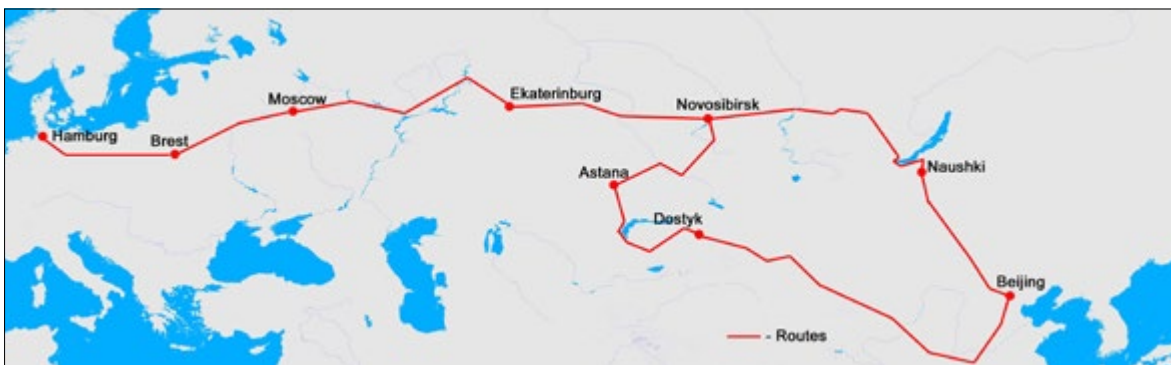 Ekaterinburg
Moscow
Novosibirsk
Hamburg
Brest
Astana
Naushki
Dostyk
Beijing
- Routes